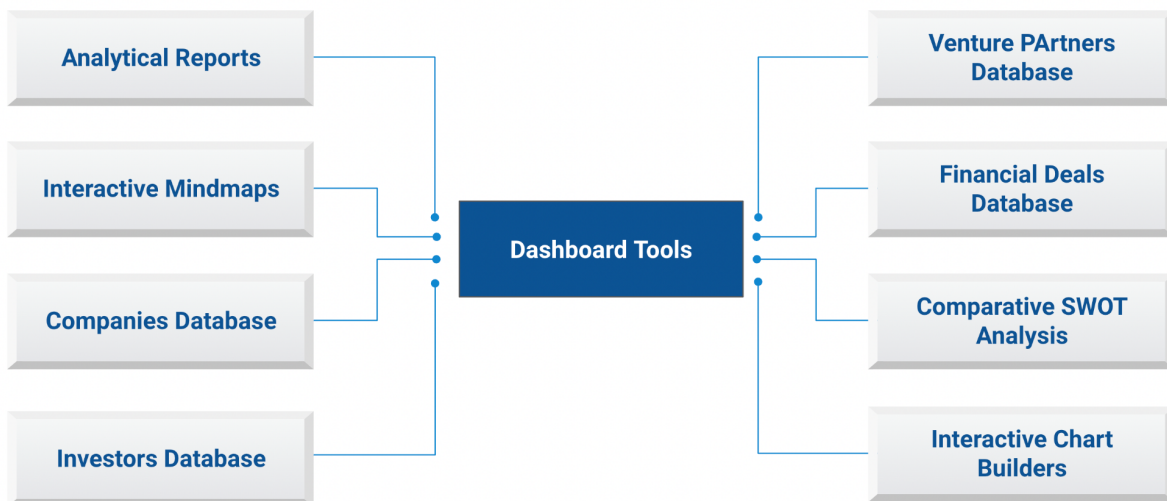 Analytical Reports
Interactive Mindmaps
Companies Database
Investors Database
Dashboard Tools
Venture PArtners
Database
Financial Deals
Database
Comparative SWOT
Analysis
Interactive Chart
Builders